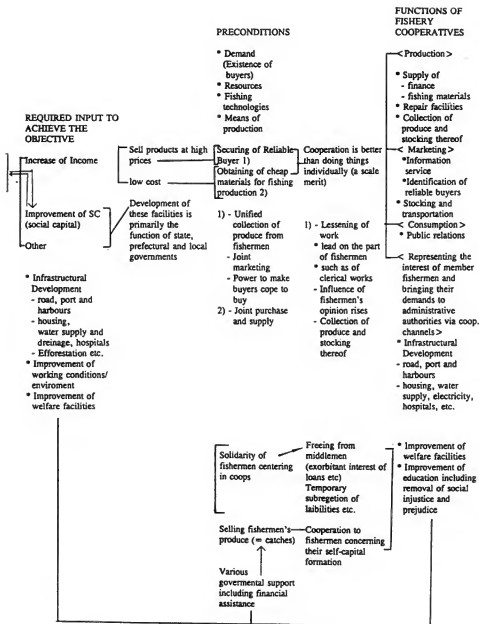 FUNCTIONS OF
FISHERY
COOPERATIVES
PRECONDITIONS
* Demand
(Existence of
buyers)
* Resources
* Fishing
technologies
* Means of
production
< Production >
* Supply of
- finance
- fishing materials
* Repair facilities
* Collection of
produce and
stocking thereof
< Marketing >
*Information
service
*Identification of
reliable buyers
* Stocking and
transportation
< Consumption >
* Public relations
< Representing the
interest of member
fishermen and
bringing their
demands to
administrative
authorities via coop.
channels>
* Infrastructural
Development
- road, port and
harbours
- housing, water
supply, electricity,
hospitals, etc.
REQUIRED INPUT TO
ACHIEVE THE
OBJECTIVE
Increase of Income
Improvement of SC
(social capital)
Other
Sell products at high
prices
low cost
Securing of Reliable
Buyer 1)
Obtaining of cheap
materials for fishing
production 2)
Cooperation is better
than doing things
individually (a scale
merit)
Development of
these facilities is
primarily the
function of state,
prefectural and local
governments
1) - Unified
collection of
produce from
fishermen
- Joint
marketing
- Power to make
buyers cope to
buy
2) - Joint purchase
and supply
1) - Lessening of
work
* lead on the part
of fishermen
* such as of
clerical works
- Influence of
fishermen's
opinion rises
- Collection of
produce and
stocking
thereof
* Infrastructural
Development
- road, port and
harbours
- housing,
water supply and
dreinage, hospitals
- Efforestation etc.
* Improvement of
working conditions/
enviroment
* Improvement of
welfare facilities
Solidarity of
fishermen centering
in coops
Freeing from
middlemen
(exorbitant interest of
loans etc)
Temporary
subregation of
laibilities etc.
* Improvement of
welfare facilities
* Improvement of
education including
removal of social
injustice and
prejudice
Selling fishermen's
produce (= catches)
Cooperation to
fishermen concerning
their self-capital
formation
Various
govermental support
including financial
assistance